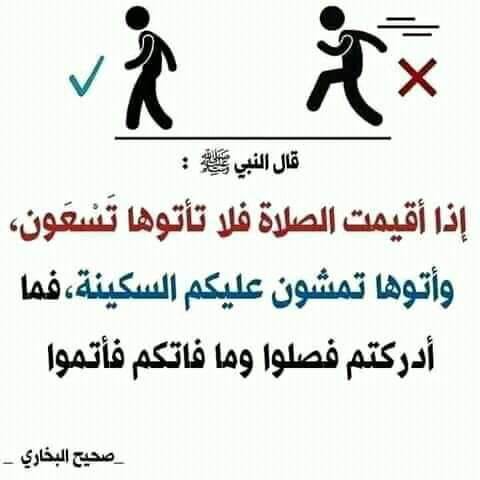 قال النبي ﷺ :
إذا أقيمت الصلاة فلا تأتوها تَسْعَون،
وأتوها تمشون عليكم السكينة، فما
أدركتم فصلوا وما فاتكم فأتموا
_صحيح البخاري _